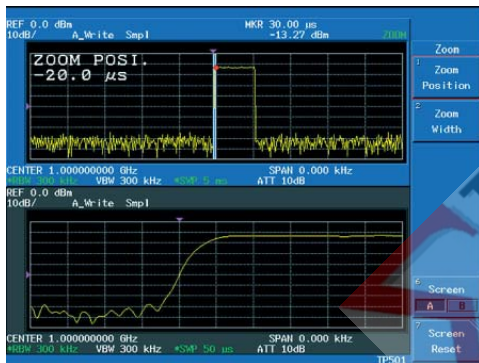 REF 0.0 dBm MKR 30.00 µs
10dB/ A_Write Smpl -13.27 dBm ZOOM
ZOOM POSI.
-20.0 µs
CENTER 1.000000000 GHz SPAN 0.000 kHz
*RBW 300 kHz VBW 300 kHz *SWP 5 ms ATT 10dB
REF 0.0 dBm
10dB/ A_Write Smpl
CENTER 1.000000000 GHz SPAN 0.000 kHz
*RBW 300 kHz VBW 300 kHz *SWP 50 µs ATT 10dB
TP501
Zoom
1 Zoom
Position
2 Zoom
Width
6 Screen
A B
7 Screen
Reset